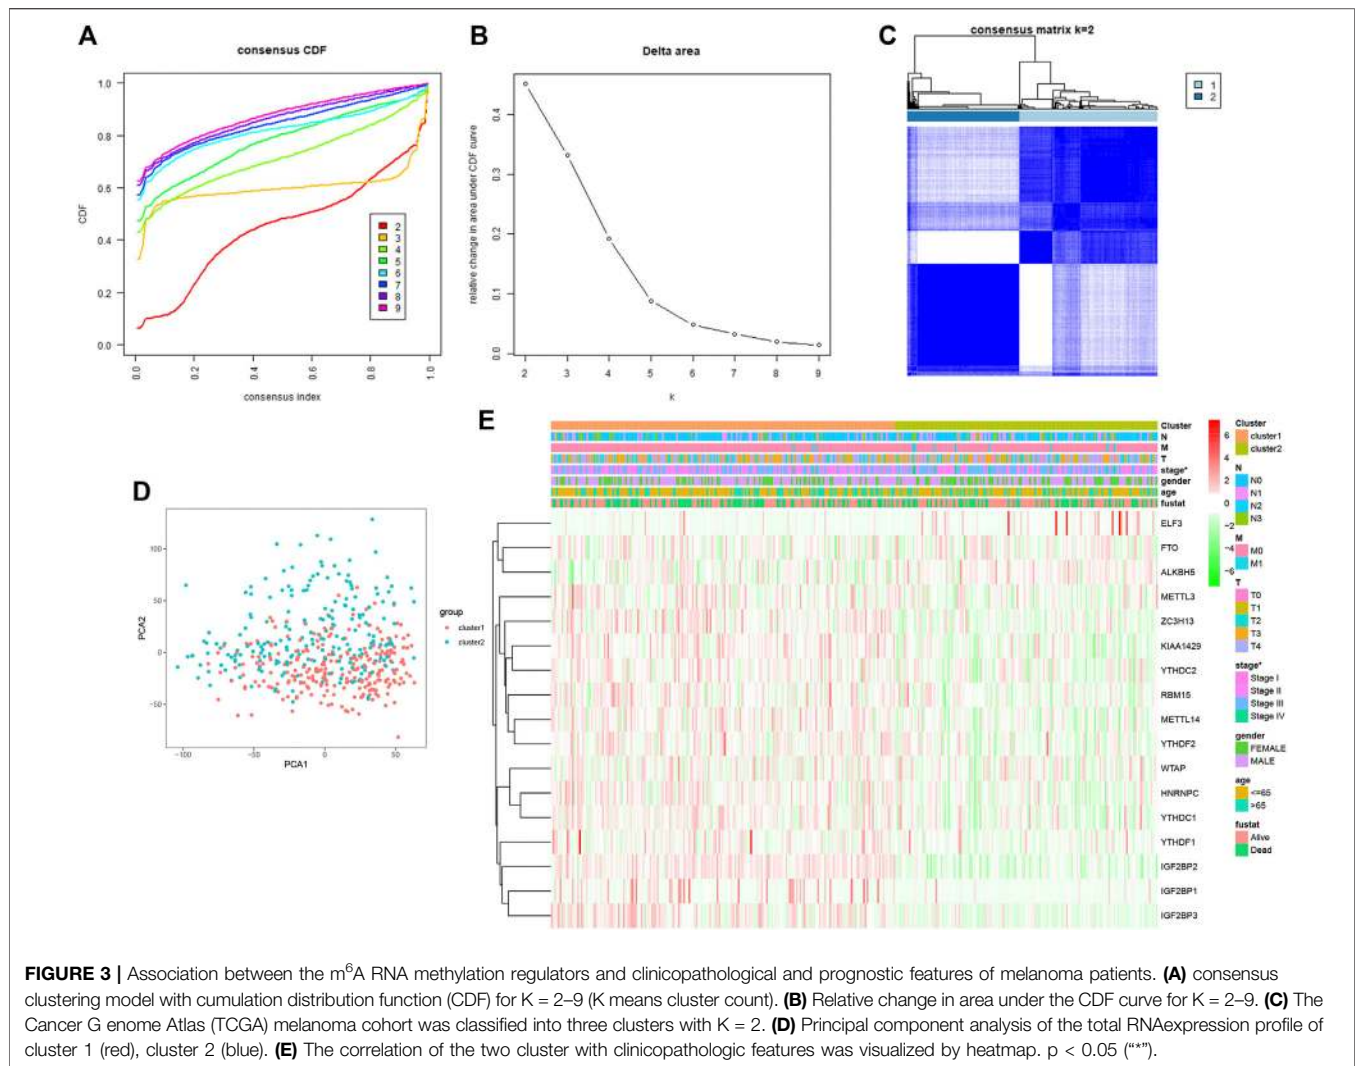 A
consensus CDF
CDF
1.0
0.8
0.6
0.4
0.2
0.0
0.0
0.2
0.4
0.6
0.8
1.0
consensus index
2
3
4
5
6
7
8
9
B
Delta area
relative change in area under CDF curve
0.4
0.3
0.2
0.1
0.0
2
3
4
5
6
7
8
9
k
C
consensus matrix k=2
1
2
D
PCA2
100
50
0
−50
−100
−50
0
50
PCA1
group
cluster1
cluster2
E
Cluster
N
M
T
stage*
gender
age
fustat
ELF3
FTO
ALKBH5
METTL3
ZC3H13
KIAA1429
YTHDC2
RBM15
METTL14
YTHDF2
WTAP
HNRNPC
YTHDC1
YTHDF1
IGF2BP2
IGF2BP1
IGF2BP3
6
4
2
0
−2
−4
−6
Cluster
cluster1
cluster2
N
N0
N1
N2
N3
M
M0
M1
T
T0
T1
T2
T3
T4
stage*
Stage I
Stage II
Stage III
Stage IV
gender
FEMALE
MALE
age
<=65
>65
fustat
Alive
Dead
FIGURE 3 | Association between the m⁶A RNA methylation regulators and clinicopathological and prognostic features of melanoma patients. (A) consensus
clustering model with cumulation distribution function (CDF) for K = 2–9 (K means cluster count). (B) Relative change in area under the CDF curve for K = 2–9. (C) The
Cancer G enome Atlas (TCGA) melanoma cohort was classified into three clusters with K = 2. (D) Principal component analysis of the total RNAexpression profile of
cluster 1 (red), cluster 2 (blue). (E) The correlation of the two cluster with clinicopathologic features was visualized by heatmap. p < 0.05 (“*”).